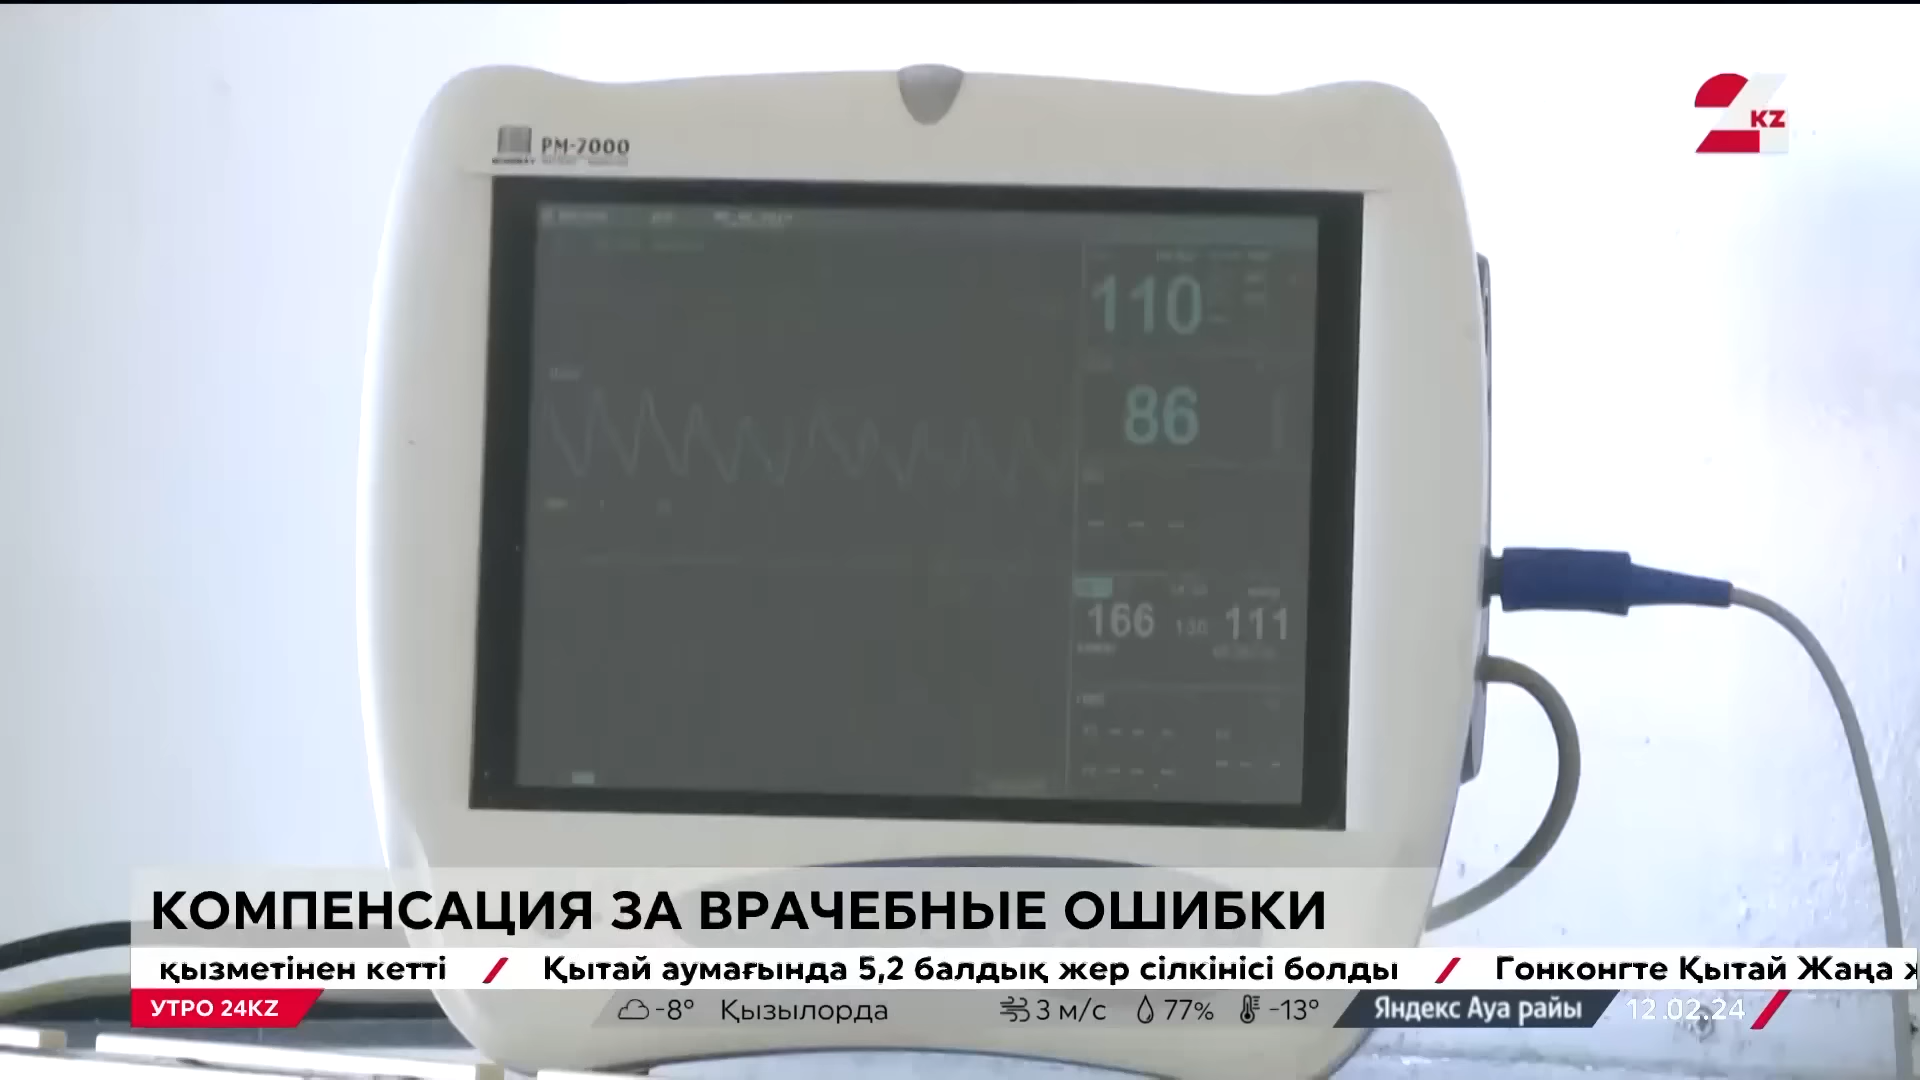 KZ
PM-7000
110
86
166 130 111
КОМПЕНСАЦИЯ ЗА ВРАЧЕБНЫЕ ОШИБКИ
қызметінен кетті / Қытай аумағында 5,2 балдық жер сілкінісі болды / Гонконгте Қытай Жаңа
УТРО 24KZ -8° Қызылорда 3 м/с 77% -13° Яндекс Ауа райы 12.02.24